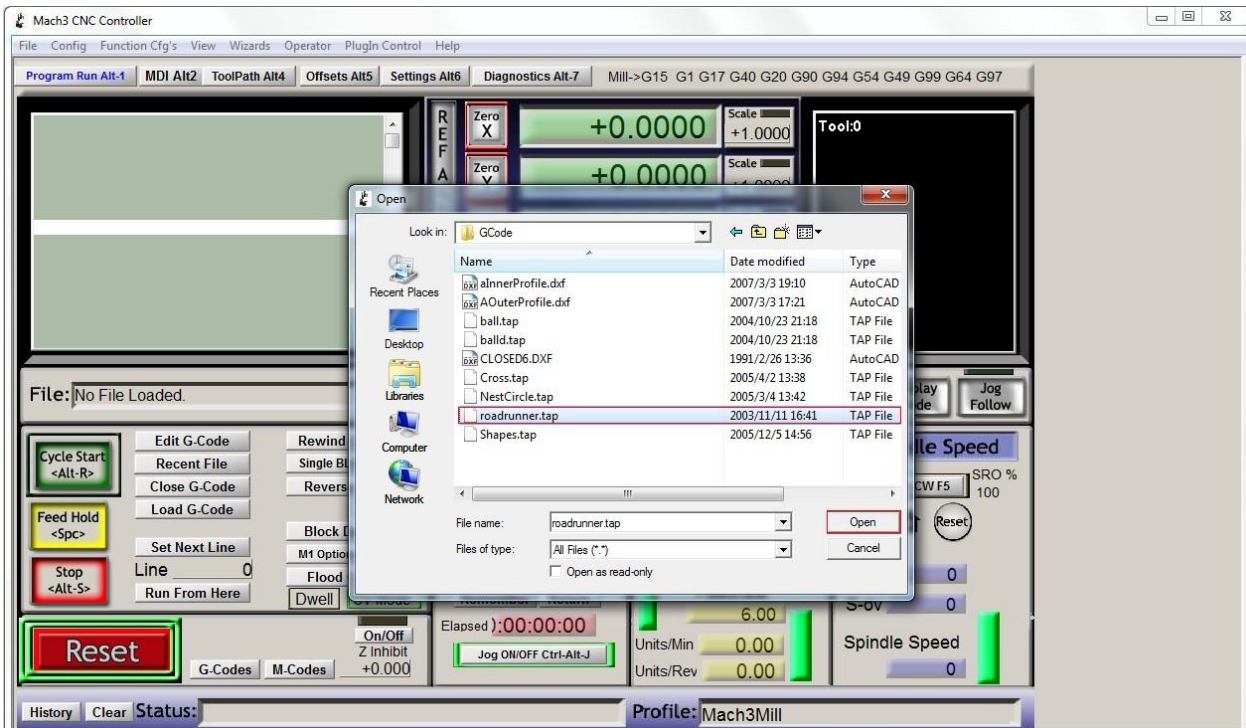 Mach3 CNC Controller
File Config Function Cfg's View Wizards Operator PlugIn Control Help
Program Run Alt-1 MDI Alt2 ToolPath Alt4 Offsets Alt5 Settings Alt6 Diagnostics Alt-7 Mill->G15 G1 G17 G40 G20 G90 G94 G54 G49 G99 G64 G97
REF A
Zero X +0.0000 Scale +1.0000
Tool:0
Zero Y +0.0000 Scale +1.0000
Open
Look in: GCode
Name Date modified Type
aInnerProfile.dxf 2007/3/3 19:10 AutoCAD
AOuterProfile.dxf 2007/3/3 17:21 AutoCAD
ball.tap 2004/10/23 21:18 TAP File
balld.tap 2004/10/23 21:18 TAP File
CLOSED6.DXF 1991/2/26 13:36 AutoCAD
Cross.tap 2005/4/2 13:38 TAP File
NestCircle.tap 2005/3/4 13:42 TAP File
roadrunner.tap 2003/11/11 16:41 TAP File
Shapes.tap 2005/12/5 14:56 TAP File
Recent Places
Desktop
Libraries
Computer
Network
File name: roadrunner.tap Open
Files of type: All Files (*.*) Cancel
Open as read-only
File: No File Loaded.
Jog Follow
Cycle Start <Alt-R>
Feed Hold <Spc>
Stop <Alt-S>
Edit G-Code
Recent File
Close G-Code
Load G-Code
Set Next Line
Line 0
Run From Here
Rewind
Single Bl
Revers
Block D
M1 Optio
Flood
Dwell CV Mode
Remember Return
dle Speed
CW F5 SRO % 100
Reset
0
S-ov 0
Spindle Speed
0
6.00
Units/Min 0.00
Units/Rev 0.00
Elapsed ):00:00:00
Jog ON/OFF Ctrl-Alt-J
Reset
G-Codes M-Codes
On/Off
Z Inhibit
+0.000
History Clear Status:
Profile: Mach3Mill